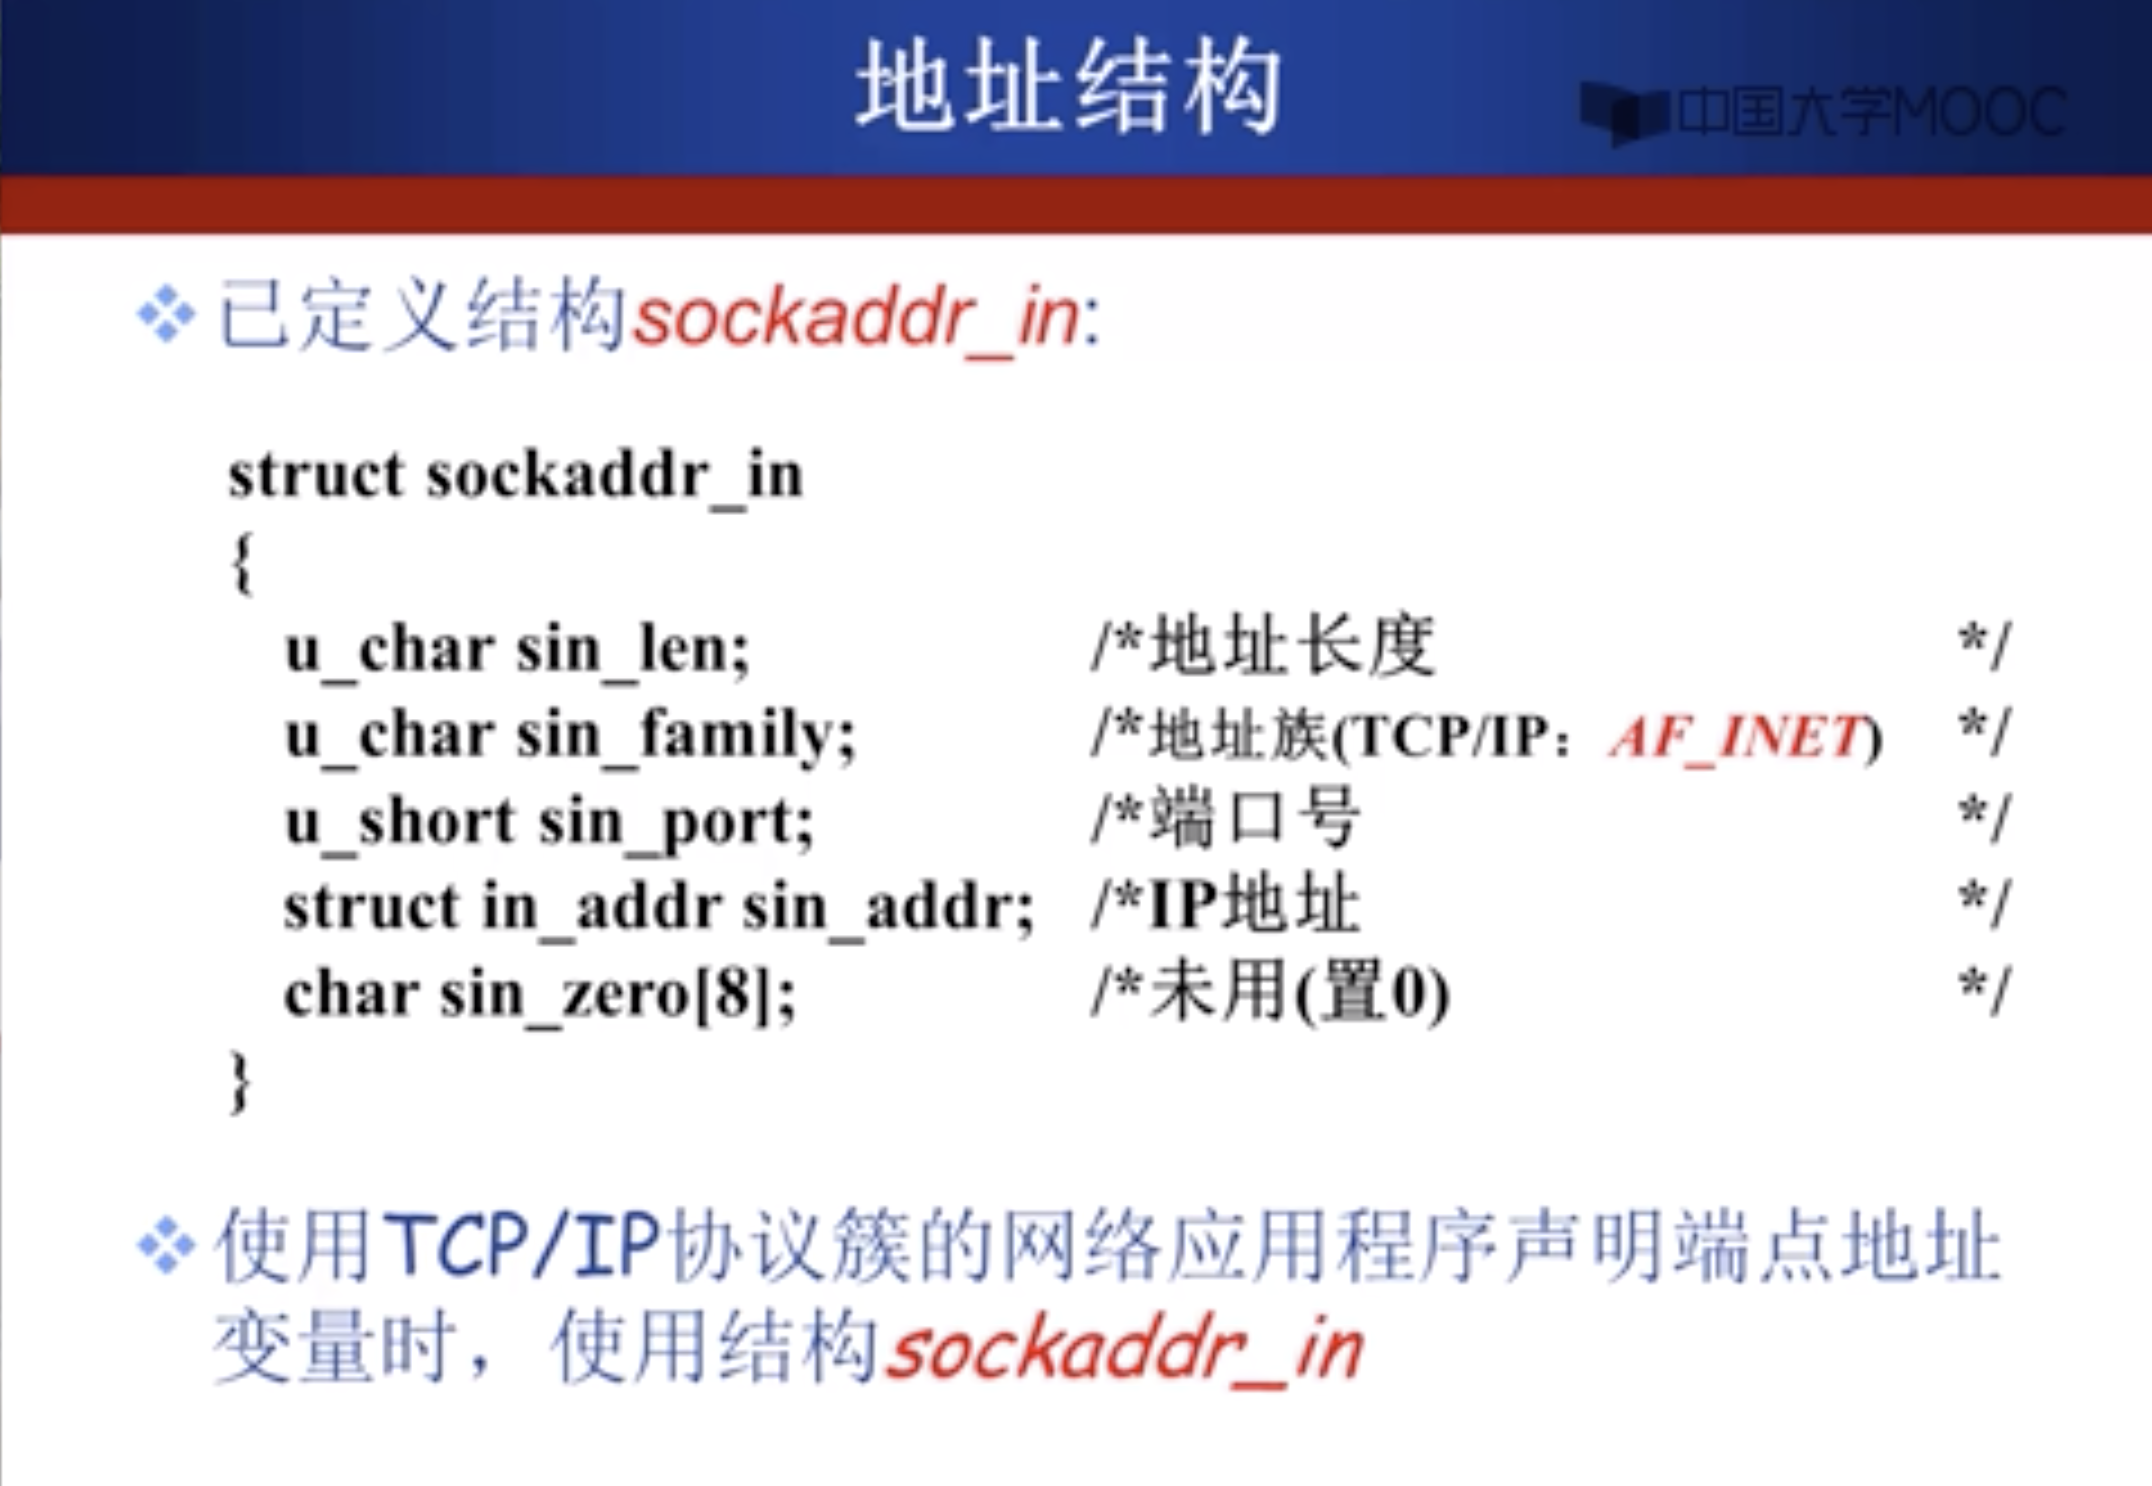 地址结构
中国大学MOOC
已定义结构sockaddr_in:
struct sockaddr_in
{
u_char sin_len; /*地址长度 */
u_char sin_family; /*地址族(TCP/IP：AF_INET) */
u_short sin_port; /*端口号 */
struct in_addr sin_addr; /*IP地址 */
char sin_zero[8]; /*未用(置0) */
}
使用TCP/IP协议簇的网络应用程序声明端点地址
变量时，使用结构sockaddr_in